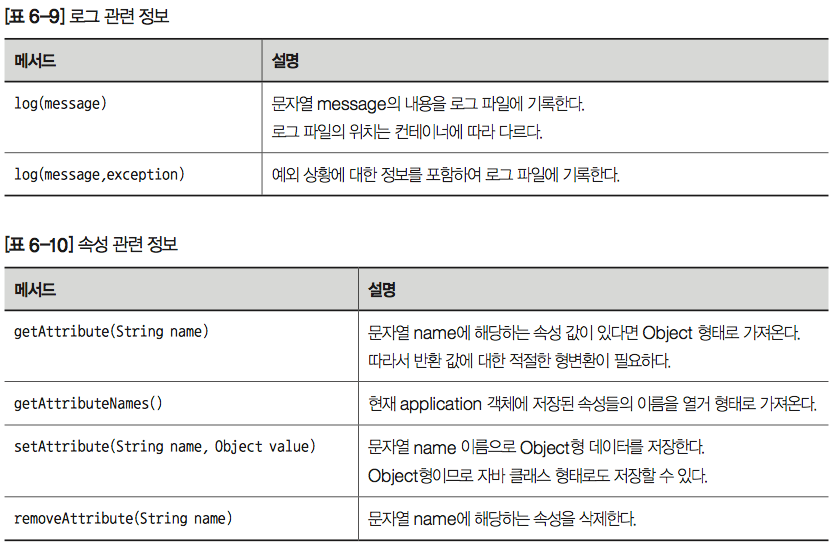 [표 6-9] 로그 관련 정보
메서드 설명
log(message) 문자열 message의 내용을 로그 파일에 기록한다.
로그 파일의 위치는 컨테이너에 따라 다르다.
log(message,exception) 예외 상황에 대한 정보를 포함하여 로그 파일에 기록한다.
[표 6-10] 속성 관련 정보
메서드 설명
getAttribute(String name) 문자열 name에 해당하는 속성 값이 있다면 Object 형태로 가져온다.
따라서 반환 값에 대한 적절한 형변환이 필요하다.
getAttributeNames() 현재 application 객체에 저장된 속성들의 이름을 열거 형태로 가져온다.
setAttribute(String name, Object value) 문자열 name 이름으로 Object형 데이터를 저장한다.
Object형이므로 자바 클래스 형태로도 저장할 수 있다.
removeAttribute(String name) 문자열 name에 해당하는 속성을 삭제한다.